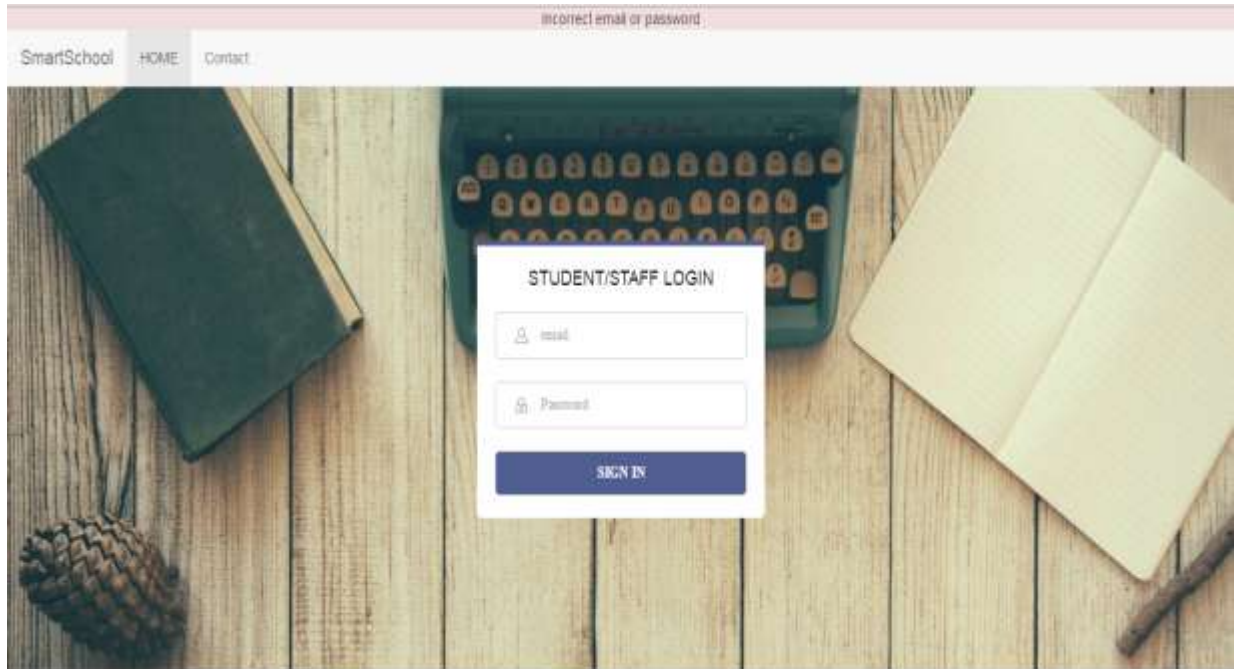 incorrect email or password
SmartSchool HOME Contact
Q W E R T Y U I O P
STUDENT/STAFF LOGIN
email
Password
SIGN IN